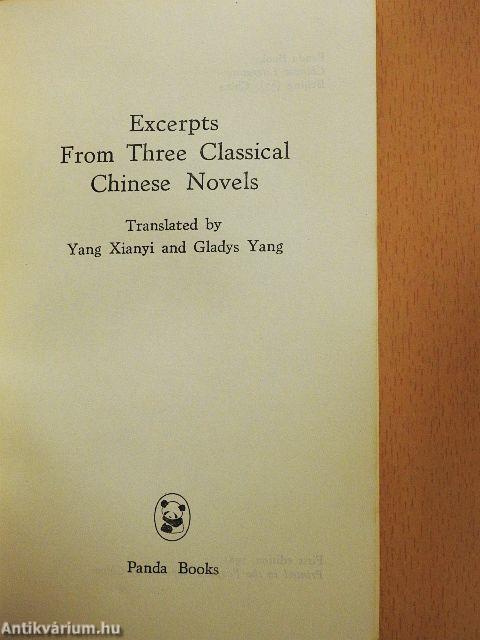 Excerpts
From Three Classical
Chinese Novels
Translated by
Yang Xianyi and Gladys Yang
Panda Books
Antikvárium.hu